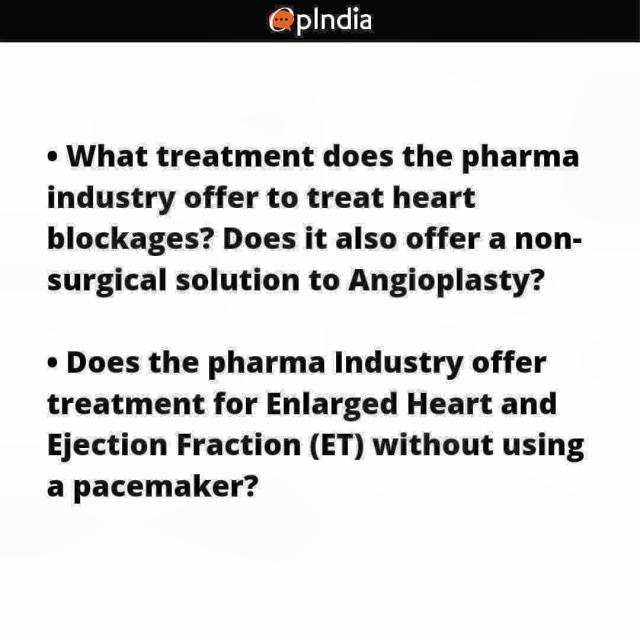 OpIndia
• What treatment does the pharma
industry offer to treat heart
blockages? Does it also offer a non-
surgical solution to Angioplasty?
• Does the pharma Industry offer
treatment for Enlarged Heart and
Ejection Fraction (ET) without using
a pacemaker?